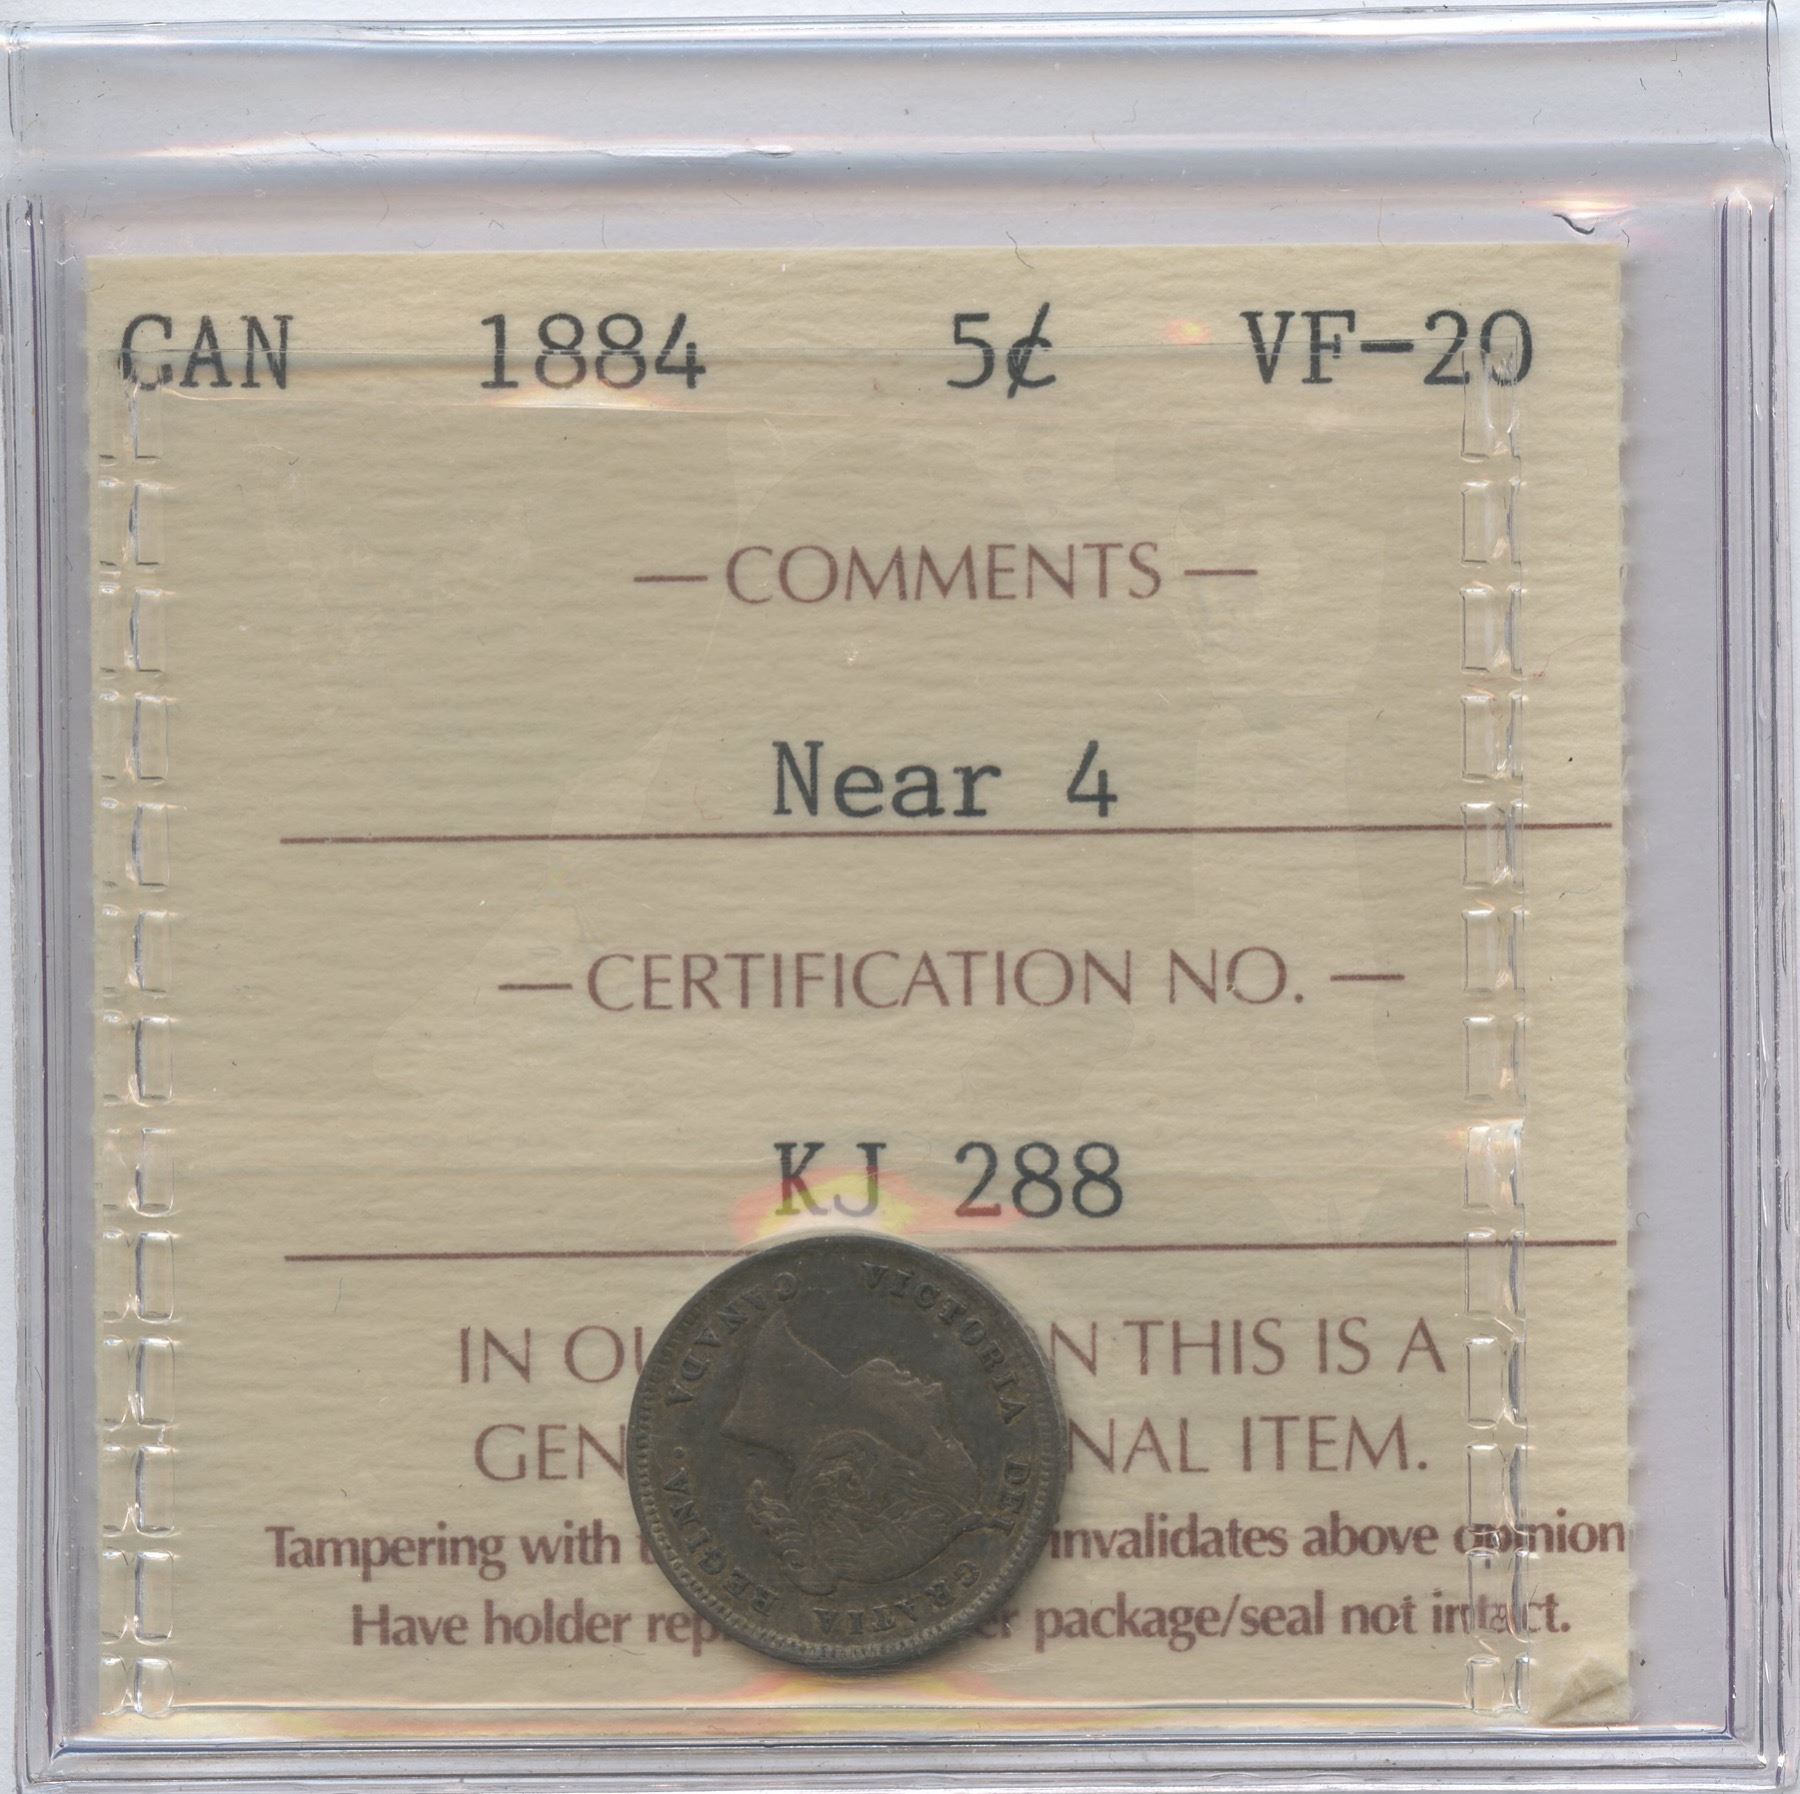 CAN 1884 5¢ VF-20
— COMMENTS —
Near 4
— CERTIFICATION NO. —
KJ 288
IN OU N THIS IS A
GEN NAL ITEM.
Tampering with t invalidates above opinion
Have holder rep er package/seal not intact.
VICTORIA DEI GRATIA REGINA. CANADA